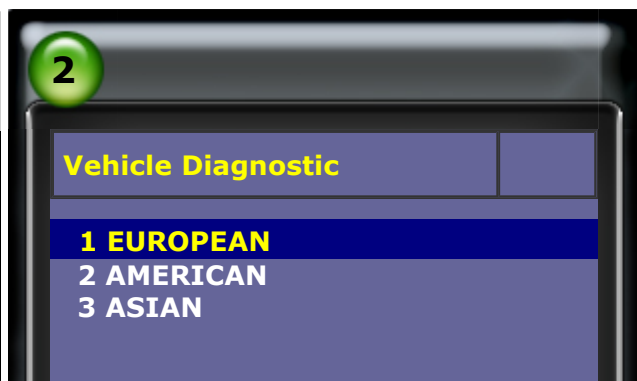 2
Vehicle Diagnostic
1 EUROPEAN
2 AMERICAN
3 ASIAN